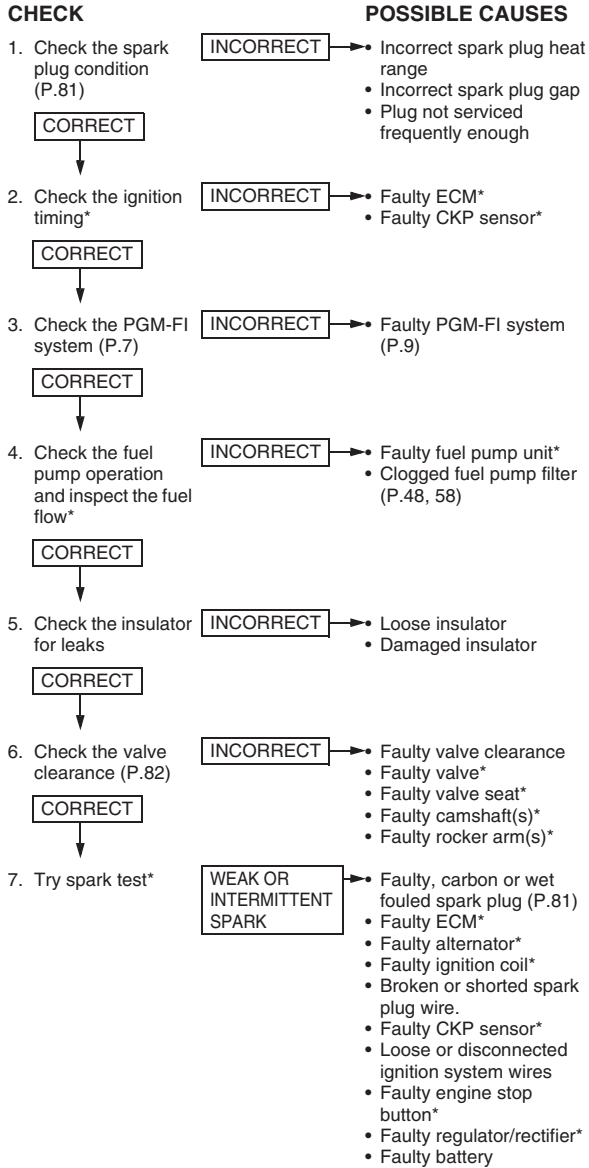 CHECK
POSSIBLE CAUSES
1. Check the spark
plug condition
(P.81)
INCORRECT
• Incorrect spark plug heat
range
• Incorrect spark plug gap
• Plug not serviced
frequently enough
CORRECT
2. Check the ignition
timing*
INCORRECT
• Faulty ECM*
• Faulty CKP sensor*
CORRECT
3. Check the PGM-FI
system (P.7)
INCORRECT
• Faulty PGM-FI system
(P.9)
CORRECT
4. Check the fuel
pump operation
and inspect the fuel
flow*
INCORRECT
• Faulty fuel pump unit*
• Clogged fuel pump filter
(P.48, 58)
CORRECT
5. Check the insulator
for leaks
INCORRECT
• Loose insulator
• Damaged insulator
CORRECT
6. Check the valve
clearance (P.82)
INCORRECT
• Faulty valve clearance
• Faulty valve*
• Faulty valve seat*
• Faulty camshaft(s)*
• Faulty rocker arm(s)*
CORRECT
7. Try spark test*
WEAK OR
INTERMITTENT
SPARK
• Faulty, carbon or wet
fouled spark plug (P.81)
• Faulty ECM*
• Faulty alternator*
• Faulty ignition coil*
• Broken or shorted spark
plug wire.
• Faulty CKP sensor*
• Loose or disconnected
ignition system wires
• Faulty engine stop
button*
• Faulty regulator/rectifier*
• Faulty battery